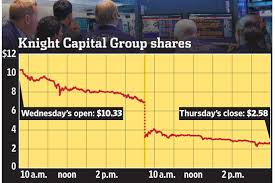 Knight Capital Group shares
$12
10
8
6
4
2
0
Wednesday's open: $10.33
Thursday's close: $2.58
10 a.m. noon 2 p.m. 10 a.m. noon 2 p.m.